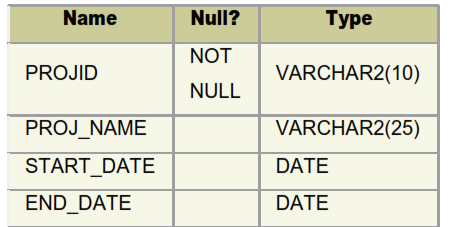 Name Null? Type
PROJID NOT NULL VARCHAR2(10)
PROJ_NAME VARCHAR2(25)
START_DATE DATE
END_DATE DATE